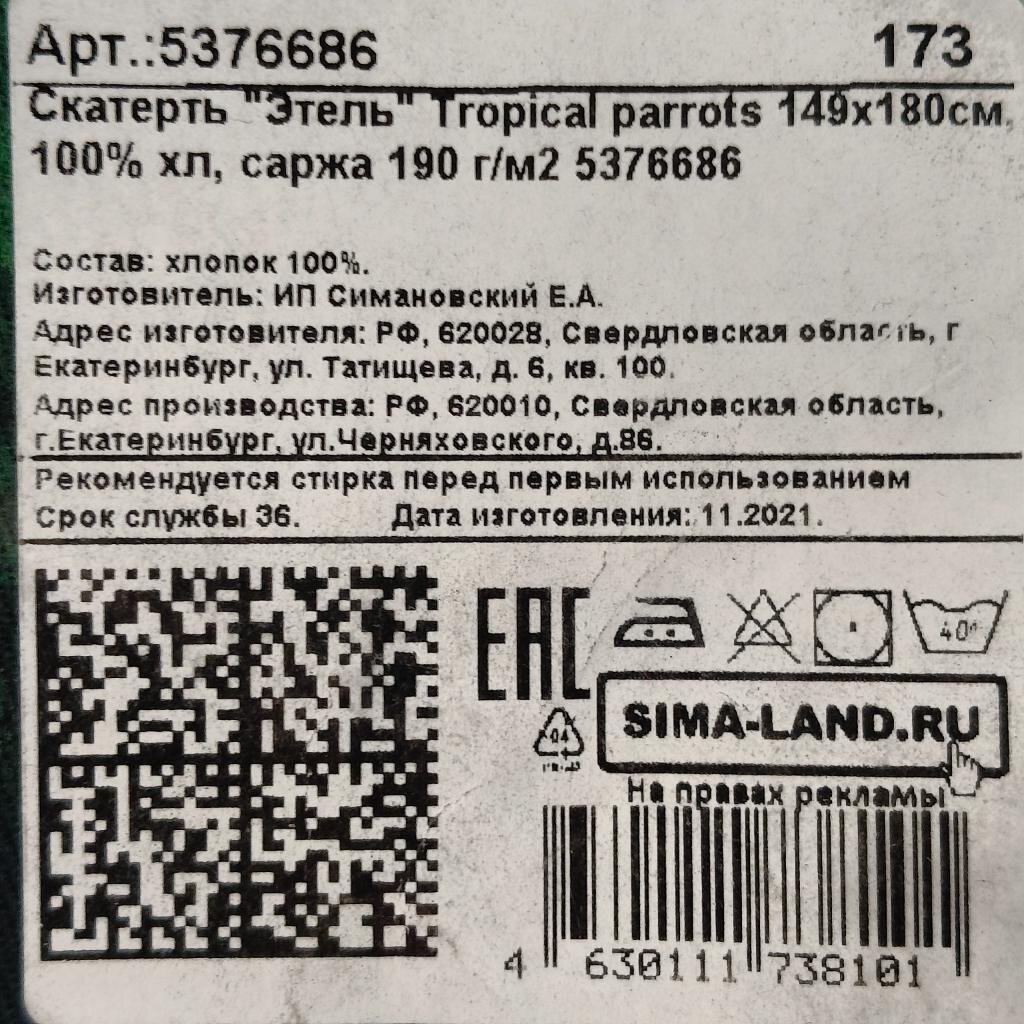 Арт.:5376686 173
Скатерть "Этель" Tropical parrots 149х180см,
100% хл, саржа 190 г/м2 5376686
Состав: хлопок 100%.
Изготовитель: ИП Симановский Е.А.
Адрес изготовителя: РФ, 620028, Свердловская область, г
Екатеринбург, ул. Татищева, д. 6, кв. 100.
Адрес производства: РФ, 620010, Свердловская область,
г.Екатеринбург, ул.Черняховского, д.86.
Рекомендуется стирка перед первым использованием
Срок службы 36. Дата изготовления: 11.2021.
EAC
40°
04
SIMA-LAND.RU
На правах рекламы
4 630111 738101